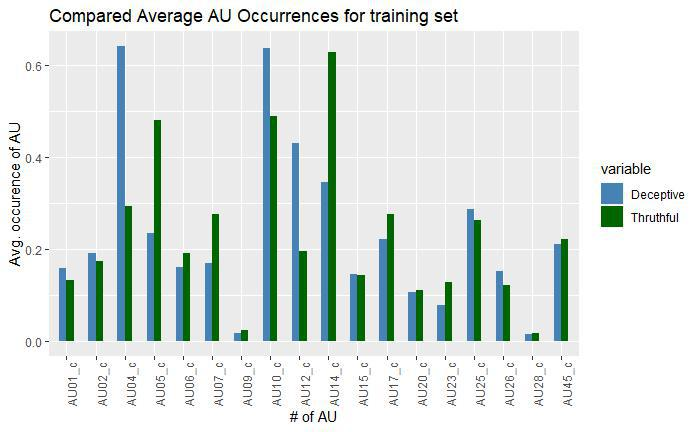 Compared Average AU Occurrences for training set
Avg. occurence of AU
0.6
0.4
0.2
0.0
AU01_c
AU02_c
AU04_c
AU05_c
AU06_c
AU07_c
AU09_c
AU10_c
AU12_c
AU14_c
AU15_c
AU17_c
AU20_c
AU23_c
AU25_c
AU26_c
AU28_c
AU45_c
# of AU
variable
Deceptive
Thruthful